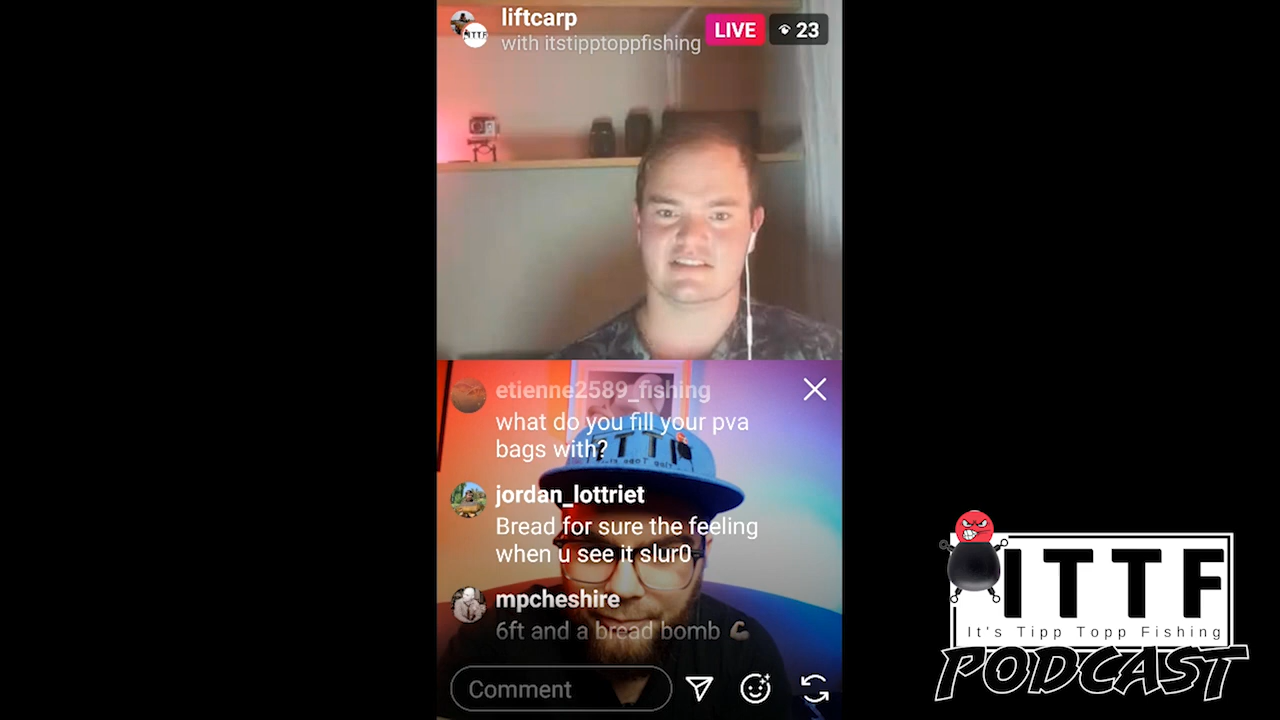 liftcarp
with itstipptoppfishing
LIVE
23
etienne2589_fishing
what do you fill your pva
bags with?
jordan_lottriet
Bread for sure the feeling
when u see it slur0
mpcheshire
6ft and a bread bomb 💪🏻
Comment
ITTF
It's Tipp Topp Fishing
PODCAST